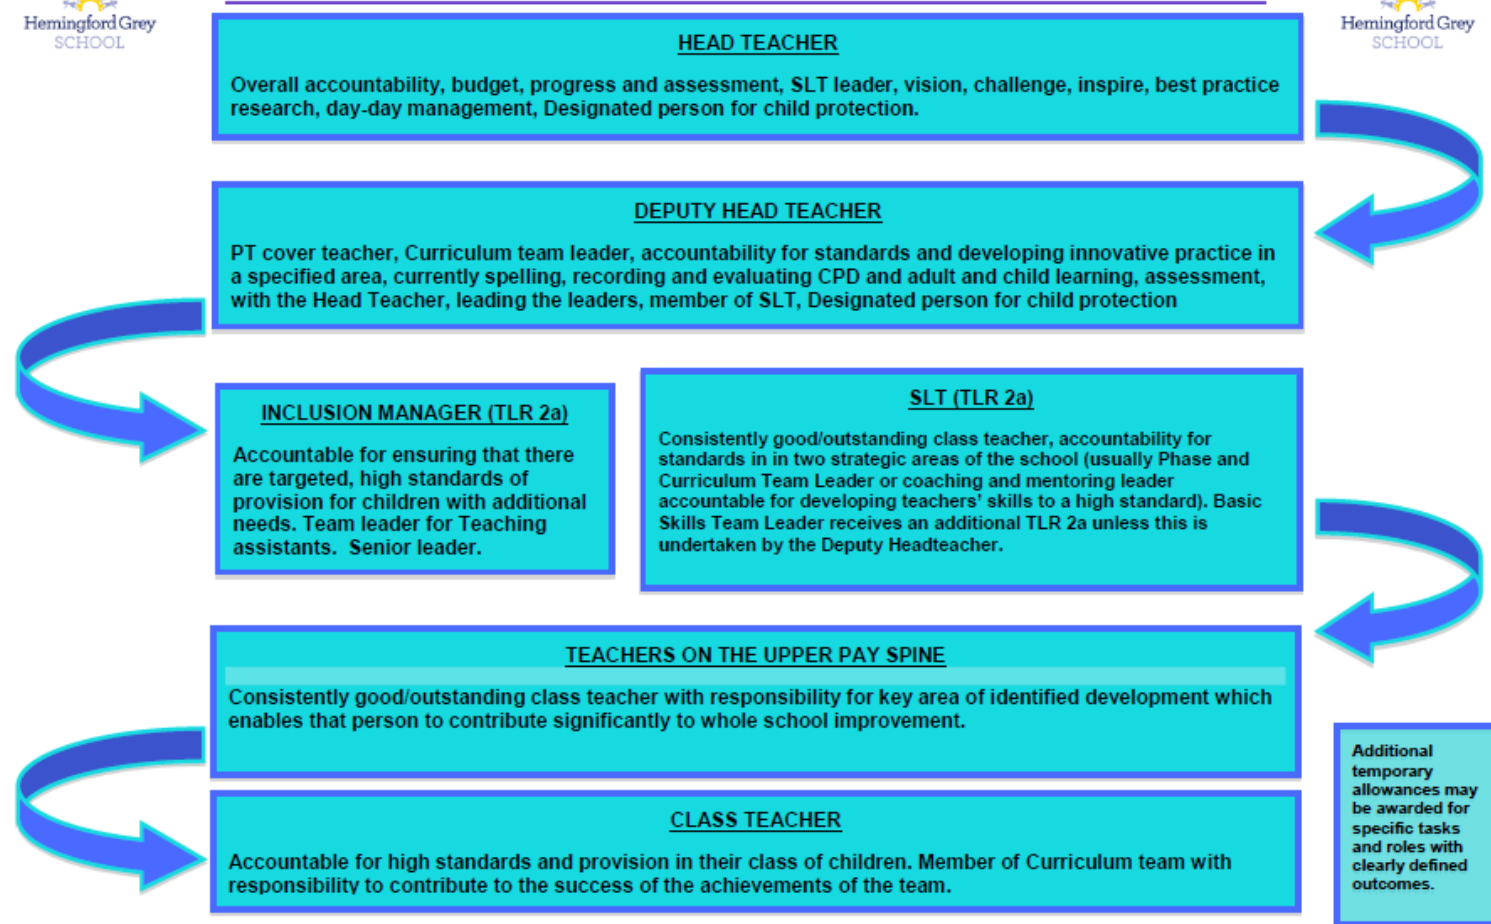 Hemingford Grey
SCHOOL
Hemingford Grey
SCHOOL
HEAD TEACHER
Overall accountability, budget, progress and assessment, SLT leader, vision, challenge, inspire, best practice
research, day-day management, Designated person for child protection.
DEPUTY HEAD TEACHER
PT cover teacher, Curriculum team leader, accountability for standards and developing innovative practice in
a specified area, currently spelling, recording and evaluating CPD and adult and child learning, assessment,
with the Head Teacher, leading the leaders, member of SLT, Designated person for child protection
INCLUSION MANAGER (TLR 2a)
Accountable for ensuring that there
are targeted, high standards of
provision for children with additional
needs. Team leader for Teaching
assistants.  Senior leader.
SLT (TLR 2a)
Consistently good/outstanding class teacher, accountability for
standards in in two strategic areas of the school (usually Phase and
Curriculum Team Leader or coaching and mentoring leader
accountable for developing teachers' skills to a high standard). Basic
Skills Team Leader receives an additional TLR 2a unless this is
undertaken by the Deputy Headteacher.
TEACHERS ON THE UPPER PAY SPINE
Consistently good/outstanding class teacher with responsibility for key area of identified development which
enables that person to contribute significantly to whole school improvement.
CLASS TEACHER
Accountable for high standards and provision in their class of children. Member of Curriculum team with
responsibility to contribute to the success of the achievements of the team.
Additional
temporary
allowances may
be awarded for
specific tasks
and roles with
clearly defined
outcomes.